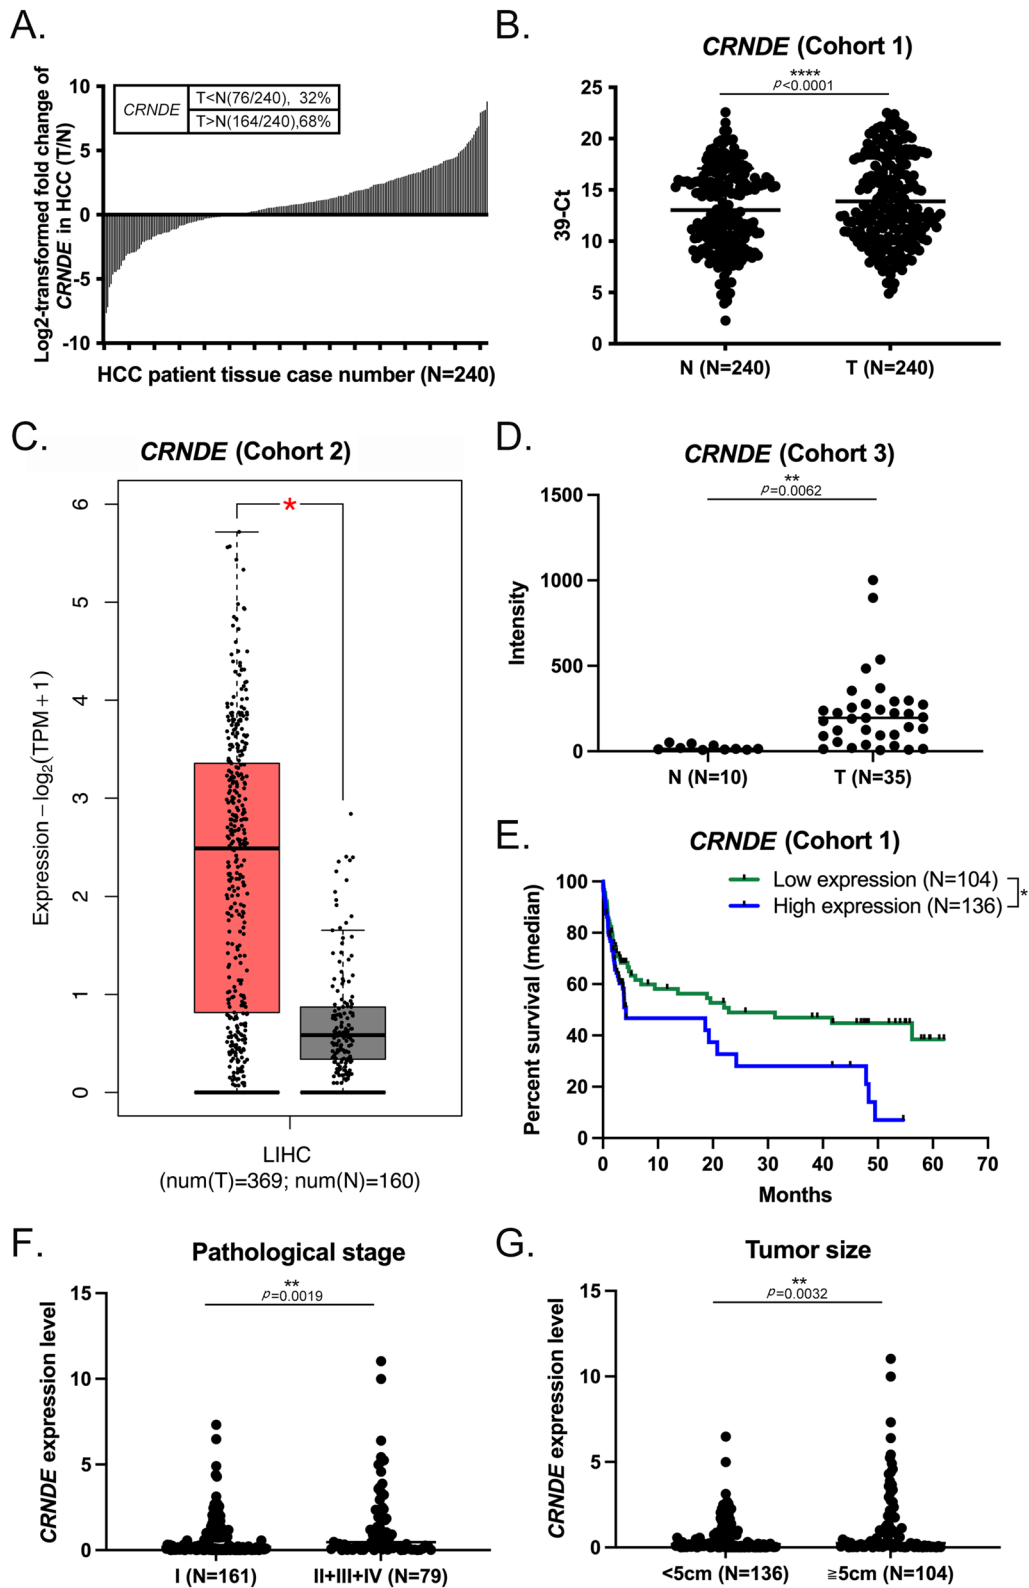 A.
Log2-transformed fold change of
CRNDE in HCC (T/N)
10
5
0
-5
-10
CRNDE
T<N(76/240), 32%
T>N(164/240),68%
HCC patient tissue case number (N=240)
B.
CRNDE (Cohort 1)
****
p<0.0001
39-Ct
25
20
15
10
5
0
N (N=240)
T (N=240)
C.
CRNDE (Cohort 2)
*
Expression – log2(TPM + 1)
6
5
4
3
2
1
0
LIHC
(num(T)=369; num(N)=160)
D.
CRNDE (Cohort 3)
**
p=0.0062
Intensity
1500
1000
500
0
N (N=10)
T (N=35)
E.
CRNDE (Cohort 1)
Low expression (N=104)
High expression (N=136)
*
Percent survival (median)
100
80
60
40
20
0
0 10 20 30 40 50 60 70
Months
F.
Pathological stage
**
p=0.0019
CRNDE expression level
15
10
5
0
I (N=161)
II+III+IV (N=79)
G.
Tumor size
**
p=0.0032
CRNDE expression level
15
10
5
0
<5cm (N=136)
≧5cm (N=104)